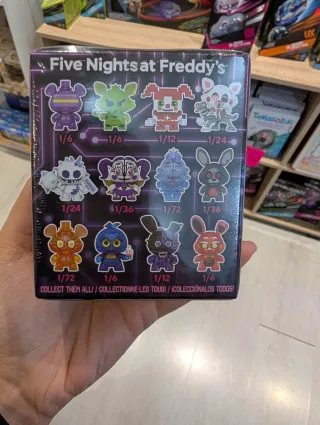 Five Nights at Freddy's
1/6 1/6 1/12 1/24
1/24 1/36 1/72 1/36
1/72 1/6 1/12 1/6
COLLECT THEM ALL! / COLLECTIONNE-LES TOUS! / ¡COLECCIÓNALOS TODOS!
UK